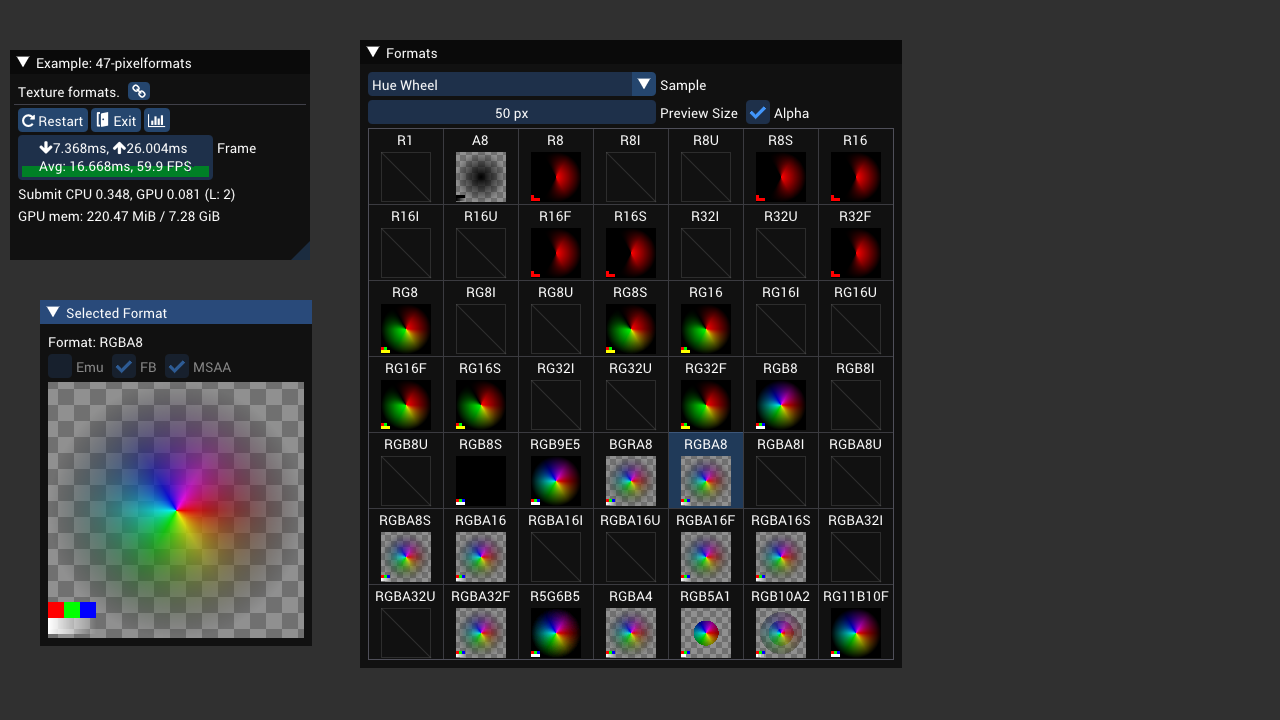 Example: 47-pixelformats
Texture formats.
Restart Exit
7.368ms, 26.004ms Frame
Avg: 16.668ms, 59.9 FPS
Submit CPU 0.348, GPU 0.081 (L: 2)
GPU mem: 220.47 MiB / 7.28 GiB
Selected Format
Format: RGBA8
Emu FB MSAA
Formats
Hue Wheel Sample
50 px Preview Size Alpha
R1 A8 R8 R8I R8U R8S R16
R16I R16U R16F R16S R32I R32U R32F
RG8 RG8I RG8U RG8S RG16 RG16I RG16U
RG16F RG16S RG32I RG32U RG32F RGB8 RGB8I
RGB8U RGB8S RGB9E5 BGRA8 RGBA8 RGBA8I RGBA8U
RGBA8S RGBA16 RGBA16I RGBA16U RGBA16F RGBA16S RGBA32I
RGBA32U RGBA32F R5G6B5 RGBA4 RGB5A1 RGB10A2 RG11B10F